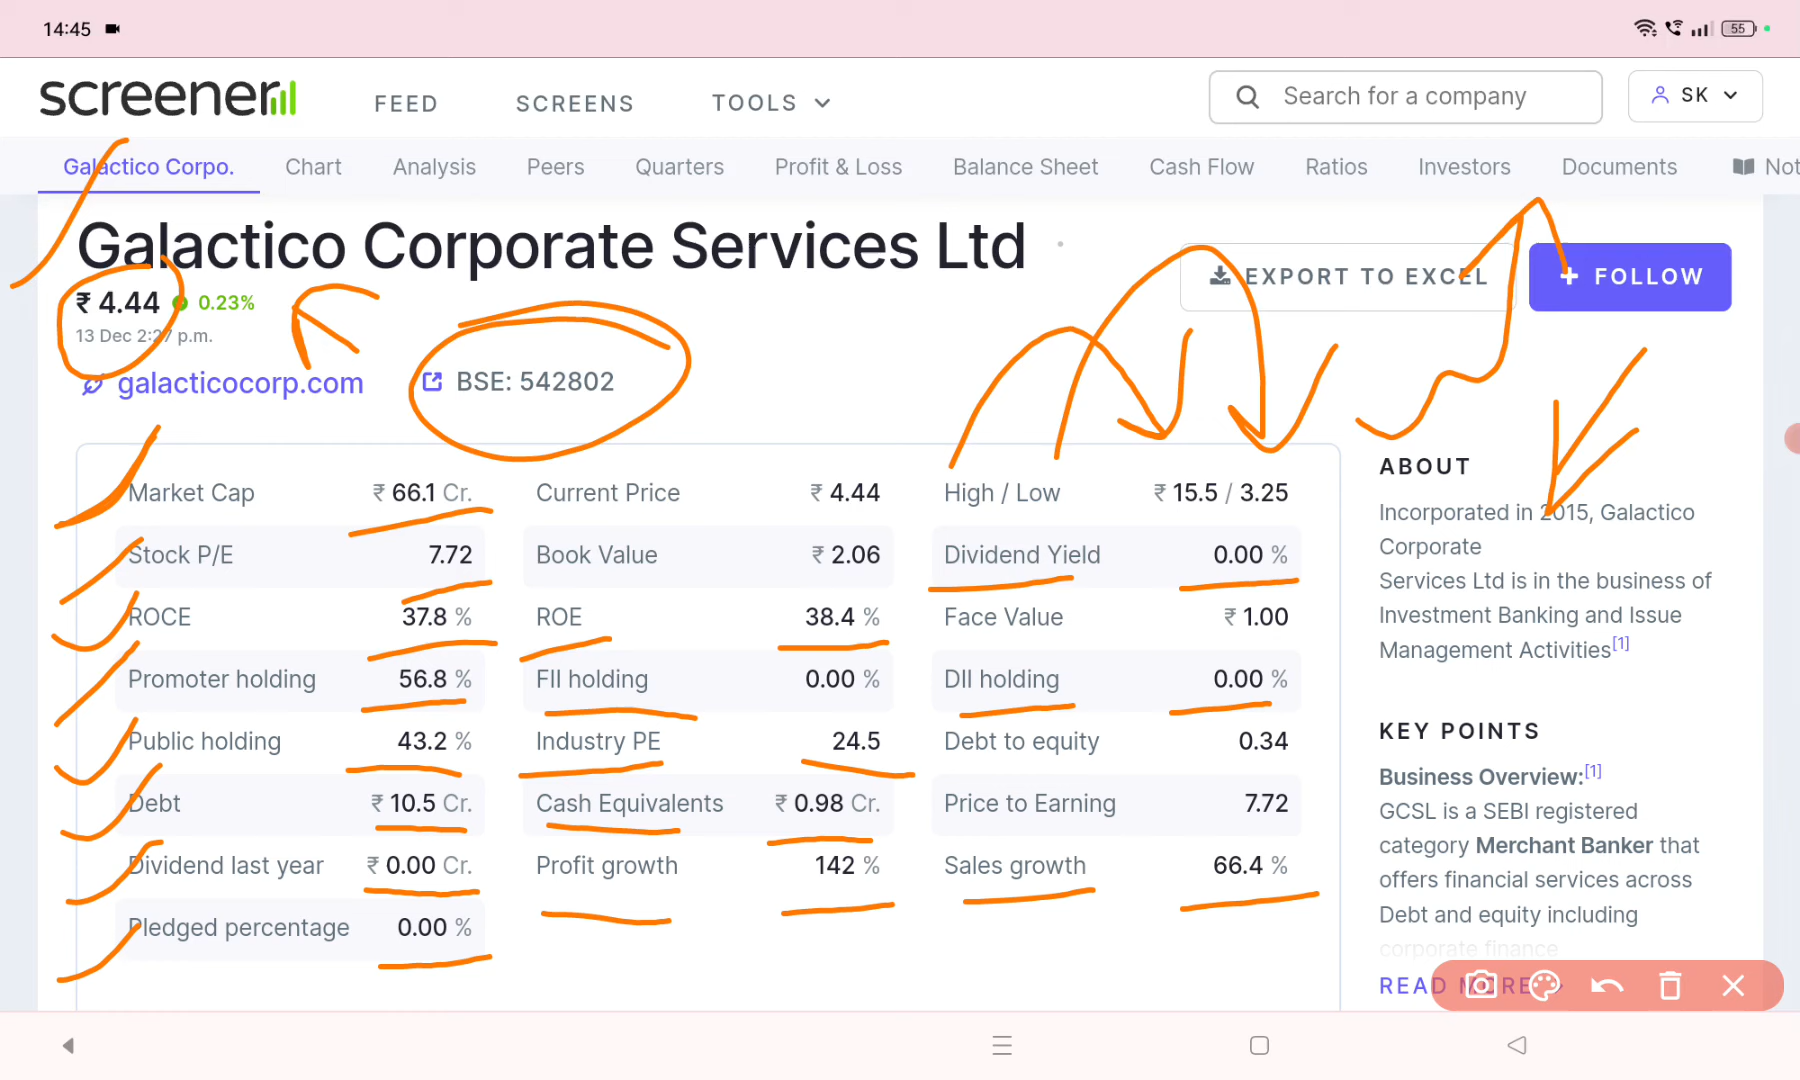 14:45
55
screener
FEED
SCREENS
TOOLS
Search for a company
SK
Galactico Corpo.
Chart
Analysis
Peers
Quarters
Profit & Loss
Balance Sheet
Cash Flow
Ratios
Investors
Documents
Not
Galactico Corporate Services Ltd
EXPORT TO EXCEL
+ FOLLOW
₹ 4.44 0.23%
13 Dec 2:27 p.m.
galacticocorp.com
BSE: 542802
Market Cap ₹ 66.1 Cr.
Current Price ₹ 4.44
High / Low ₹ 15.5 / 3.25
Stock P/E 7.72
Book Value ₹ 2.06
Dividend Yield 0.00 %
ROCE 37.8 %
ROE 38.4 %
Face Value ₹ 1.00
Promoter holding 56.8 %
FII holding 0.00 %
DII holding 0.00 %
Public holding 43.2 %
Industry PE 24.5
Debt to equity 0.34
Debt ₹ 10.5 Cr.
Cash Equivalents ₹ 0.98 Cr.
Price to Earning 7.72
Dividend last year ₹ 0.00 Cr.
Profit growth 142 %
Sales growth 66.4 %
Pledged percentage 0.00 %
ABOUT
Incorporated in 2015, Galactico
Corporate
Services Ltd is in the business of
Investment Banking and Issue
Management Activities[1]
KEY POINTS
Business Overview:[1]
GCSL is a SEBI registered
category Merchant Banker that
offers financial services across
Debt and equity including
corporate finance
READ MORE